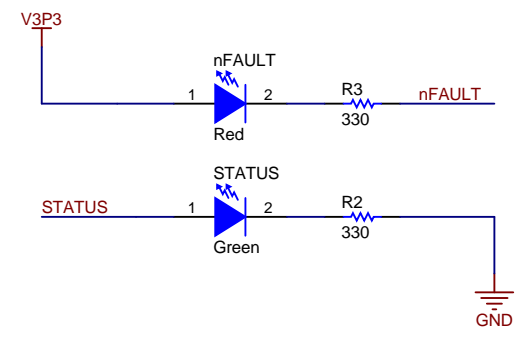 V3P3
nFAULT
1 2 R3 nFAULT
Red 330
STATUS
STATUS 1 2 R2
Green 330
GND